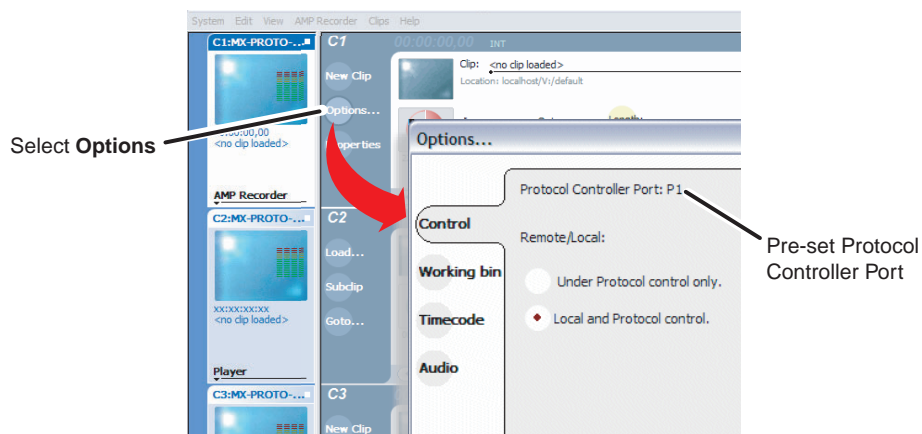 System Edit View AMP Recorder Clips Help
C1:MX-PROTO-...
C1
00:00:00,00 INT
New Clip
Clip: <no clip loaded>
Location: localhost/V:/default
Options...
Select Options
<no clip loaded>
Properties
AMP Recorder
Options...
Protocol Controller Port: P1
Control
Remote/Local:
Pre-set Protocol
Controller Port
Working bin
Under Protocol control only.
Timecode
Local and Protocol control.
Audio
C2:MX-PROTO-...
C2
Load...
Subclip
xx:xx:xx:xx
<no clip loaded>
Goto...
Player
C3:MX-PROTO-...
C3
New Clip